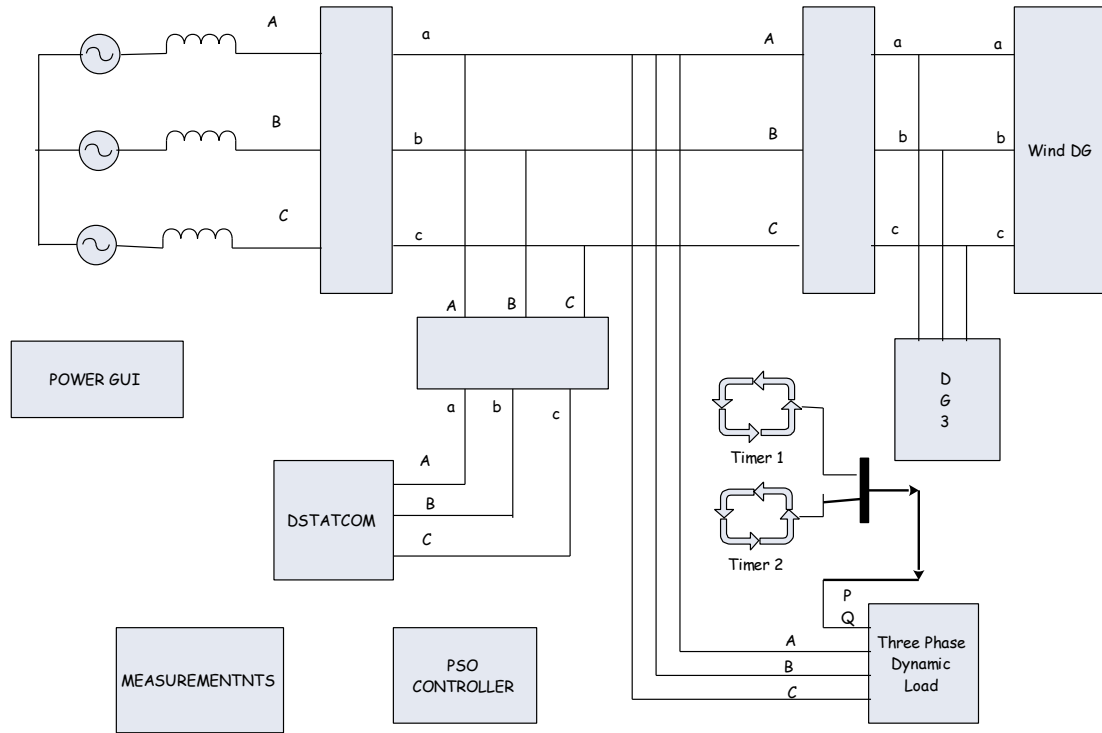 A
a
A
a
a
B
b
B
b
b
Wind DG
C
c
C
c
c
A
B
C
POWER GUI
D
G
3
a
b
c
Timer 1
A
B
C
DSTATCOM
Timer 2
P
Q
A
B
C
Three Phase
Dynamic
Load
MEASUREMENTNTS
PSO
CONTROLLER